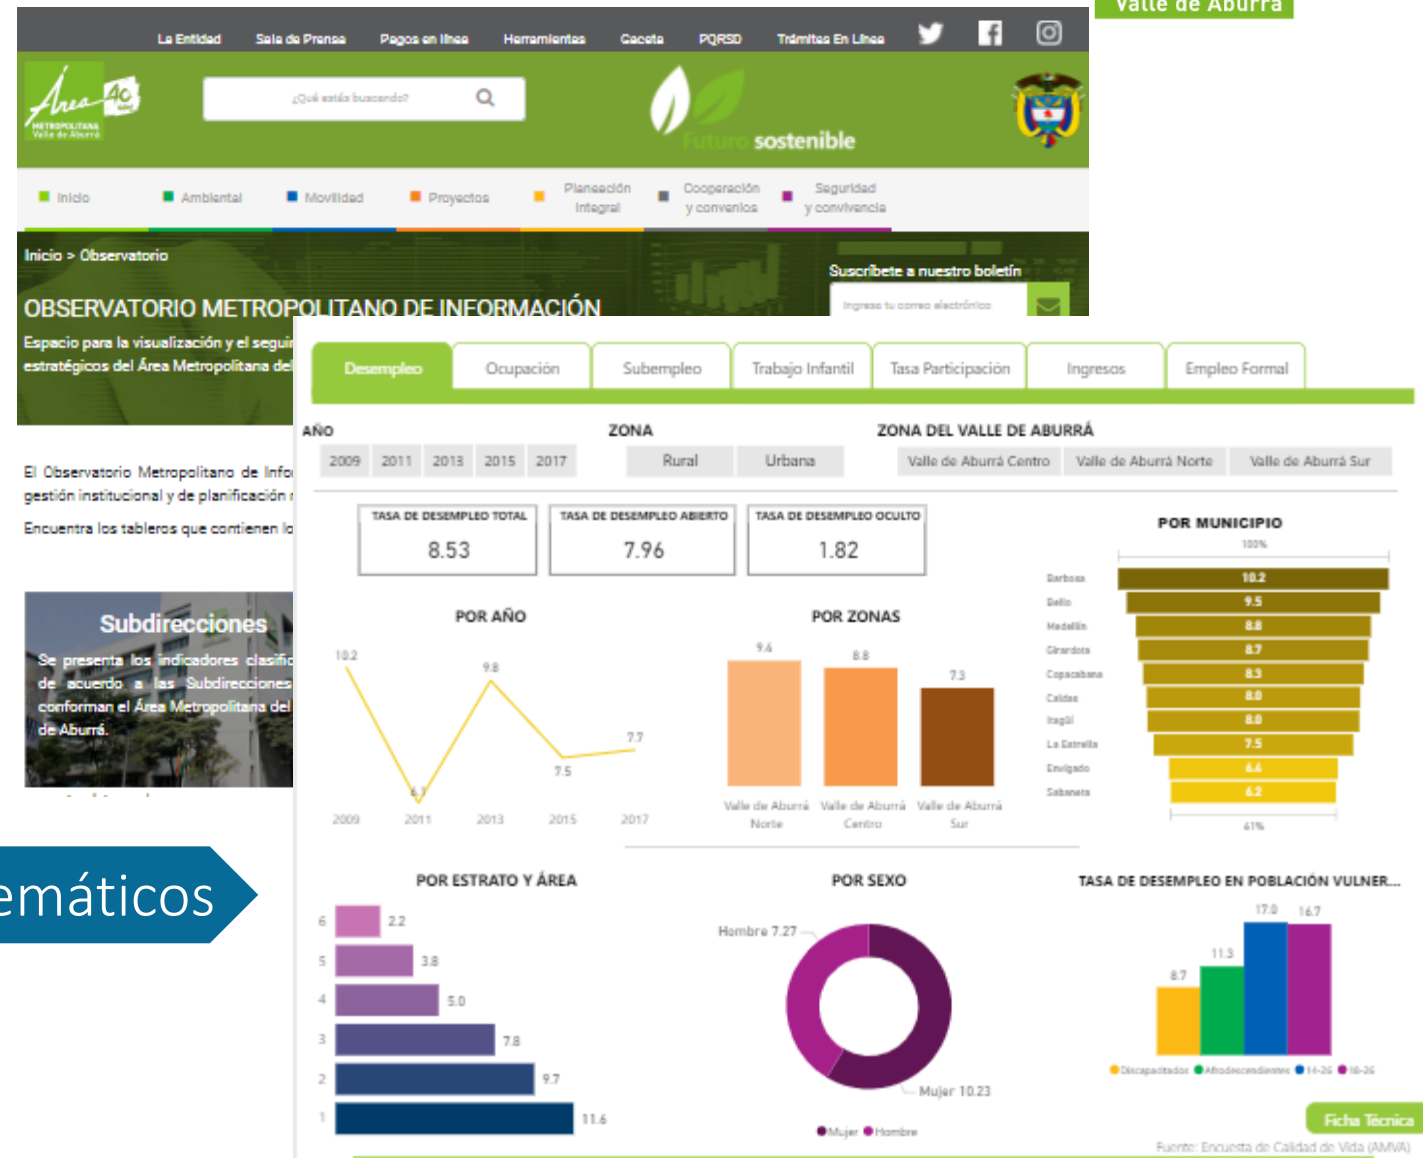 Valle de Aburrá
La Entidad Sala de Prensa Pagos en línea Herramientas Gaceta PQRSD Trámites En Línea
Área 40
METROPOLITANA
Valle de Aburrá
¿Qué estás buscando?
Futuro sostenible
Inicio Ambiental Movilidad Proyectos Planeación Integral Cooperación y convenios Seguridad y convivencia
Inicio > Observatorio
Suscríbete a nuestro boletín
OBSERVATORIO METROPOLITANO DE INFORMACIÓN
Ingrese tu correo electrónico
Espacio para la visualización y el segui
estratégicos del Área Metropolitana del
El Observatorio Metropolitano de Info
gestión institucional y de planificación
Encuentra los tableros que contienen lo
Subdirecciones
Se presenta los indicadores clasific
de acuerdo a las Subdirecciones
conforman el Área Metropolitana del
de Aburrá.
emáticos
Desempleo Ocupación Subempleo Trabajo Infantil Tasa Participación Ingresos Empleo Formal
AÑO ZONA ZONA DEL VALLE DE ABURRÁ
2009 2011 2013 2015 2017 Rural Urbana Valle de Aburrá Centro Valle de Aburrá Norte Valle de Aburrá Sur
TASA DE DESEMPLEO TOTAL TASA DE DESEMPLEO ABIERTO TASA DE DESEMPLEO OCULTO
8.53 7.96 1.82
POR MUNICIPIO
100%
Barbosa 10.2
Bello 9.5
Medellín 8.8
Girardota 8.7
Copacabana 8.3
Caldas 8.0
Itagüí 8.0
La Estrella 7.5
Envigado 6.4
Sabaneta 6.2
61%
POR AÑO
10.2 6.1 9.8 7.5 7.7
2009 2011 2013 2015 2017
POR ZONAS
9.4 8.8 7.3
Valle de Aburrá Norte Valle de Aburrá Centro Valle de Aburrá Sur
POR ESTRATO Y ÁREA
6 2.2
5 3.8
4 5.0
3 7.8
2 9.7
1 11.6
POR SEXO
Hombre 7.27
Mujer 10.23
Mujer Hombre
TASA DE DESEMPLEO EN POBLACIÓN VULNER...
8.7 11.3 17.0 16.7
Discapacitados Afrodescendientes 14-26 18-26
Ficha Técnica
Fuente: Encuesta de Calidad de Vida (AMVA)